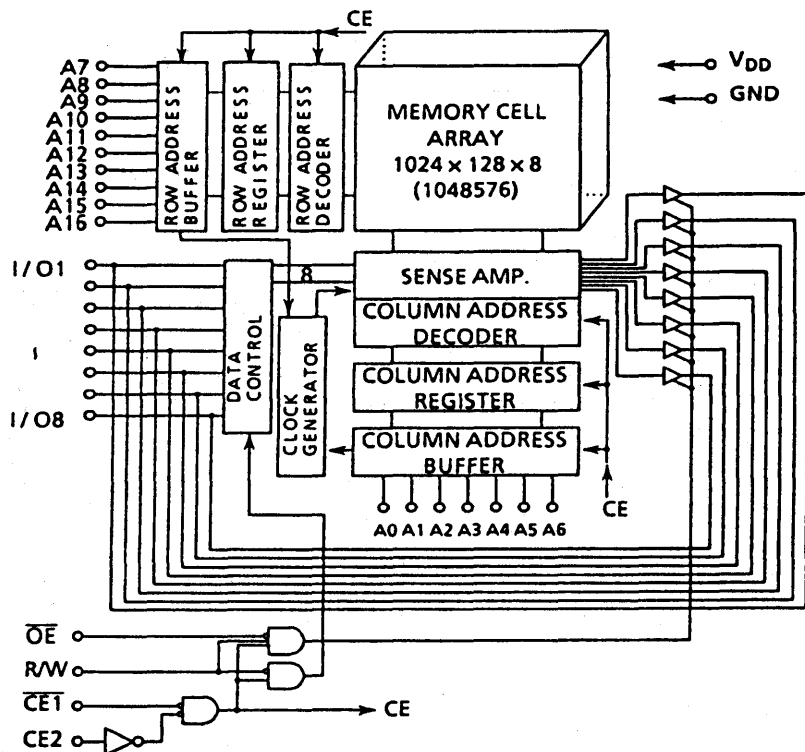 CE
A7
A8
A9
A10
A11
A12
A13
A14
A15
A16
ROW ADDRESS
BUFFER
ROW ADDRESS
REGISTER
ROW ADDRESS
DECODER
MEMORY CELL
ARRAY
1024 x 128 x 8
(1048576)
VDD
GND
I/O1
I/O8
DATA
CONTROL
8
CLOCK
GENERATOR
SENSE AMP.
COLUMN ADDRESS
DECODER
COLUMN ADDRESS
REGISTER
COLUMN ADDRESS
BUFFER
CE
A0 A1 A2 A3 A4 A5 A6
OE
R/W
CE1
CE2
CE